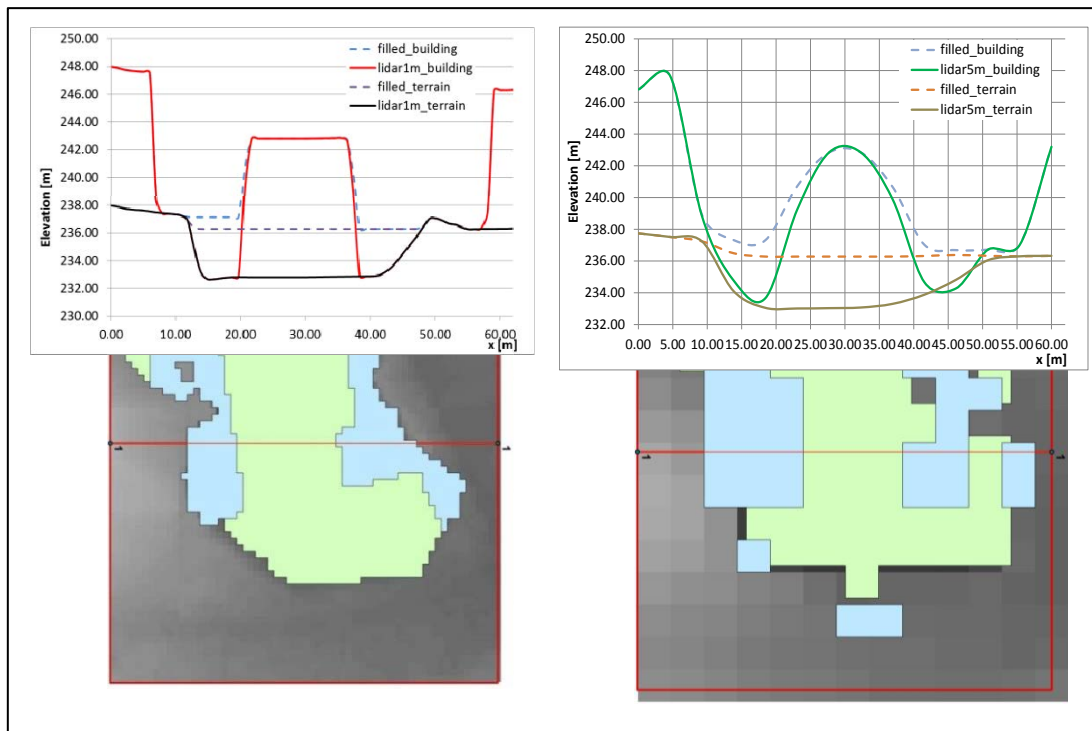 250.00
248.00
246.00
244.00
242.00
240.00
238.00
236.00
234.00
232.00
230.00
Elevation [m]
filled_building
lidar1m_building
filled_terrain
lidar1m_terrain
0.00 10.00 20.00 30.00 40.00 50.00 60.00
x [m]
250.00
248.00
246.00
244.00
242.00
240.00
238.00
236.00
234.00
232.00
Elevation [m]
filled_building
lidar5m_building
filled_terrain
lidar5m_terrain
0.00 5.00 10.00 15.00 20.00 25.00 30.00 35.00 40.00 45.00 50.00 55.00 60.00
x [m]
1
1
1
1